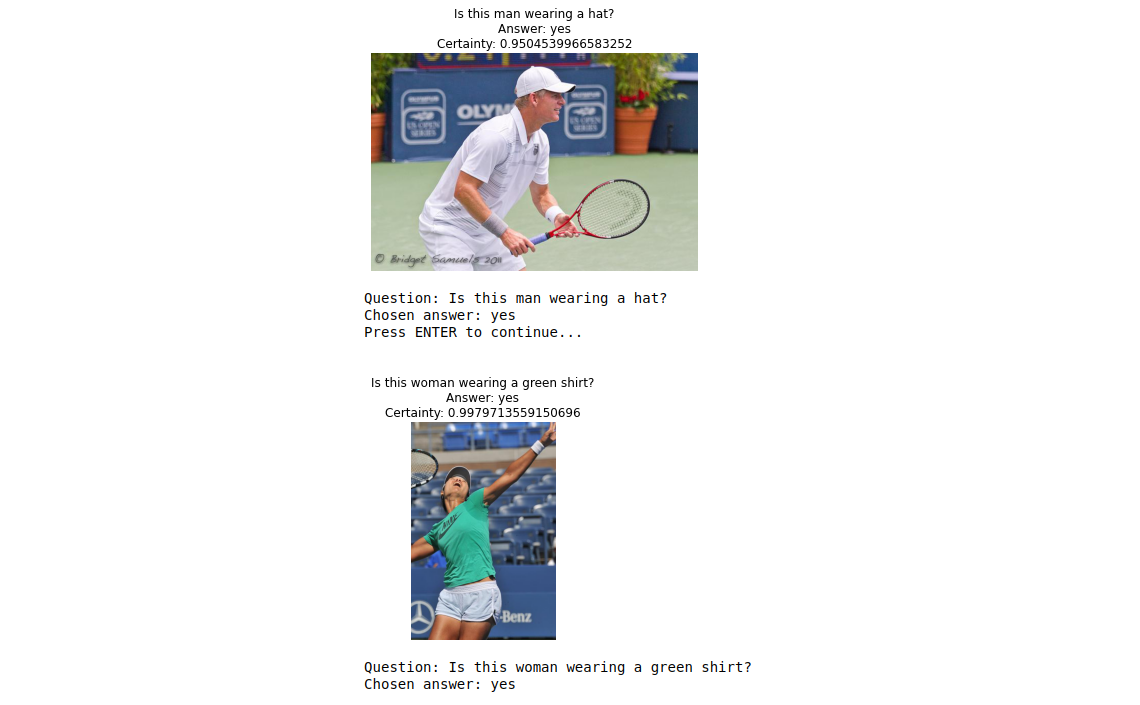 Is this man wearing a hat?
Answer: yes
Certainty: 0.9504539966583252
OLYM
US OPEN
SERIES
US OPEN
SERIES
© Bridget Samuels 2011
Question: Is this man wearing a hat?
Chosen answer: yes
Press ENTER to continue...
Is this woman wearing a green shirt?
Answer: yes
Certainty: 0.9979713559150696
-Benz
Question: Is this woman wearing a green shirt?
Chosen answer: yes